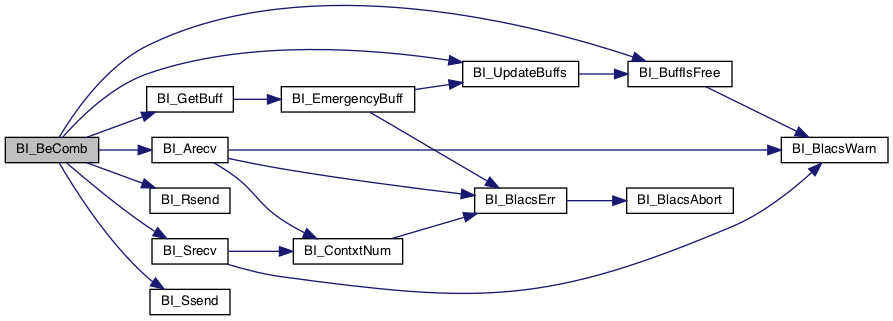 BI_BeComb
BI_GetBuff
BI_Arecv
BI_Rsend
BI_Srecv
BI_Ssend
BI_EmergencyBuff
BI_ContxtNum
BI_UpdateBuffs
BI_BlacsErr
BI_BuffIsFree
BI_BlacsAbort
BI_BlacsWarn